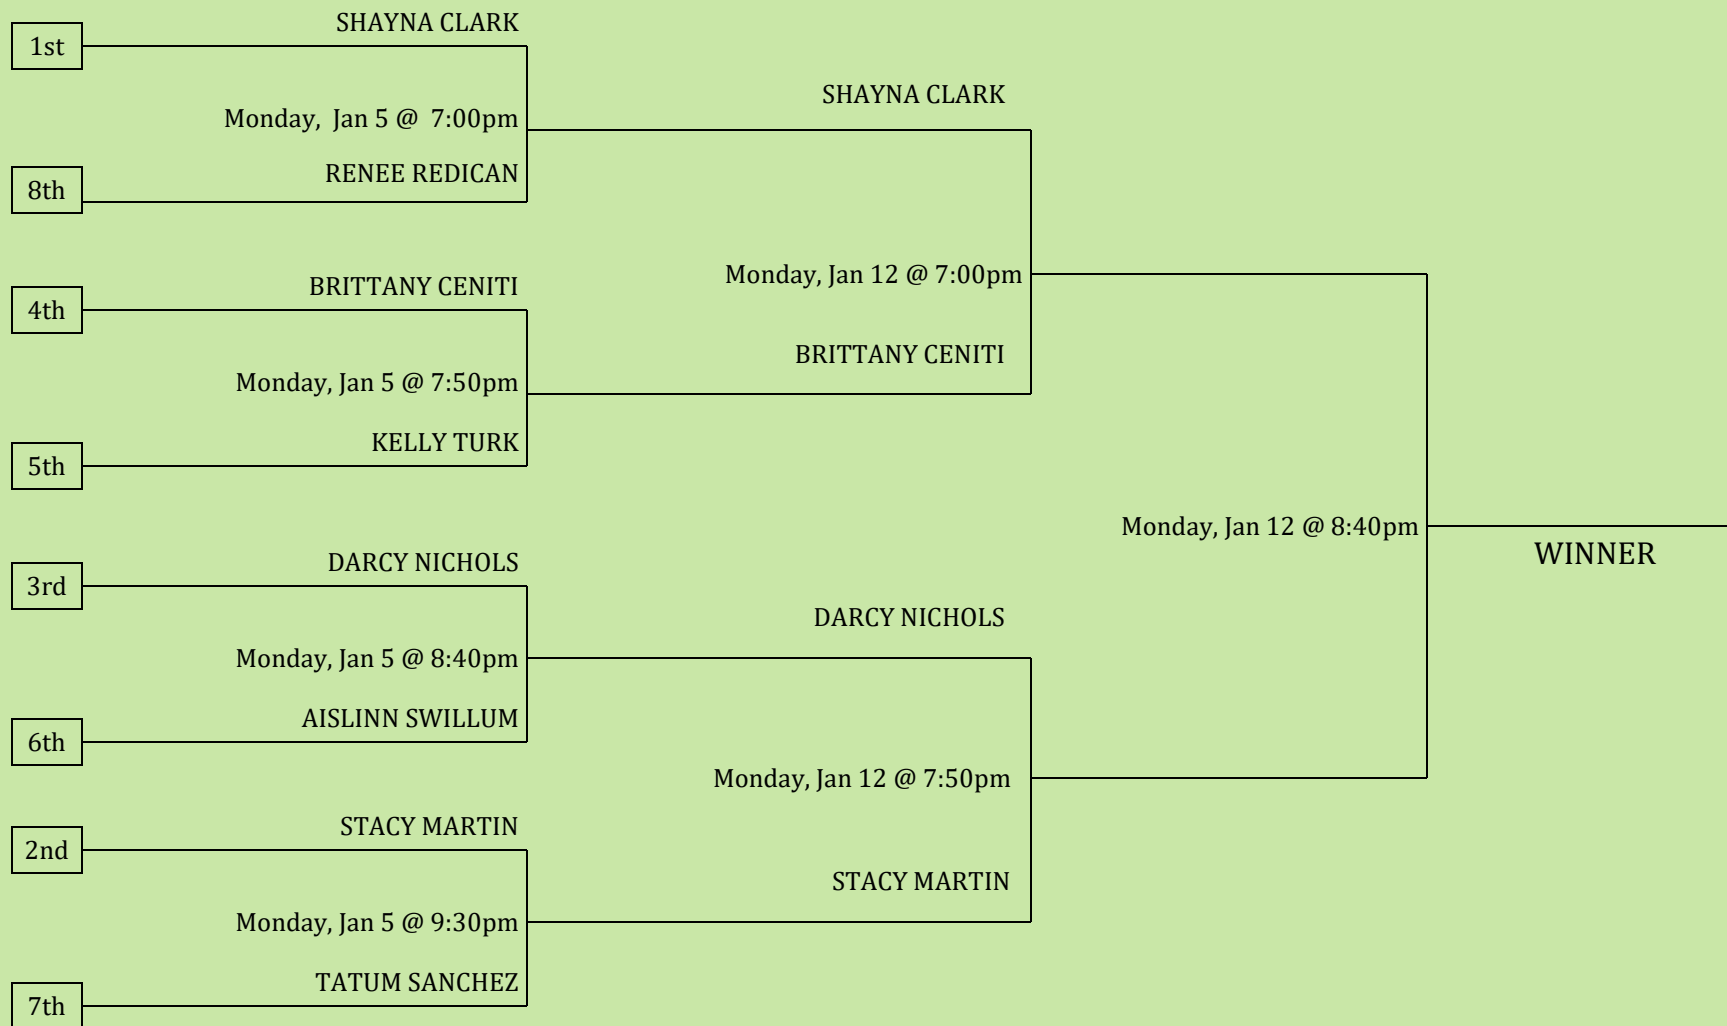 SHAYNA CLARK
1st
SHAYNA CLARK
Monday,  Jan 5 @  7:00pm
RENEE REDICAN
8th
Monday, Jan 12 @ 7:00pm
BRITTANY CENITI
4th
BRITTANY CENITI
Monday, Jan 5 @ 7:50pm
KELLY TURK
5th
Monday, Jan 12 @ 8:40pm
WINNER
DARCY NICHOLS
3rd
DARCY NICHOLS
Monday, Jan 5 @ 8:40pm
AISLINN SWILLUM
6th
Monday, Jan 12 @ 7:50pm
STACY MARTIN
2nd
STACY MARTIN
Monday, Jan 5 @ 9:30pm
TATUM SANCHEZ
7th